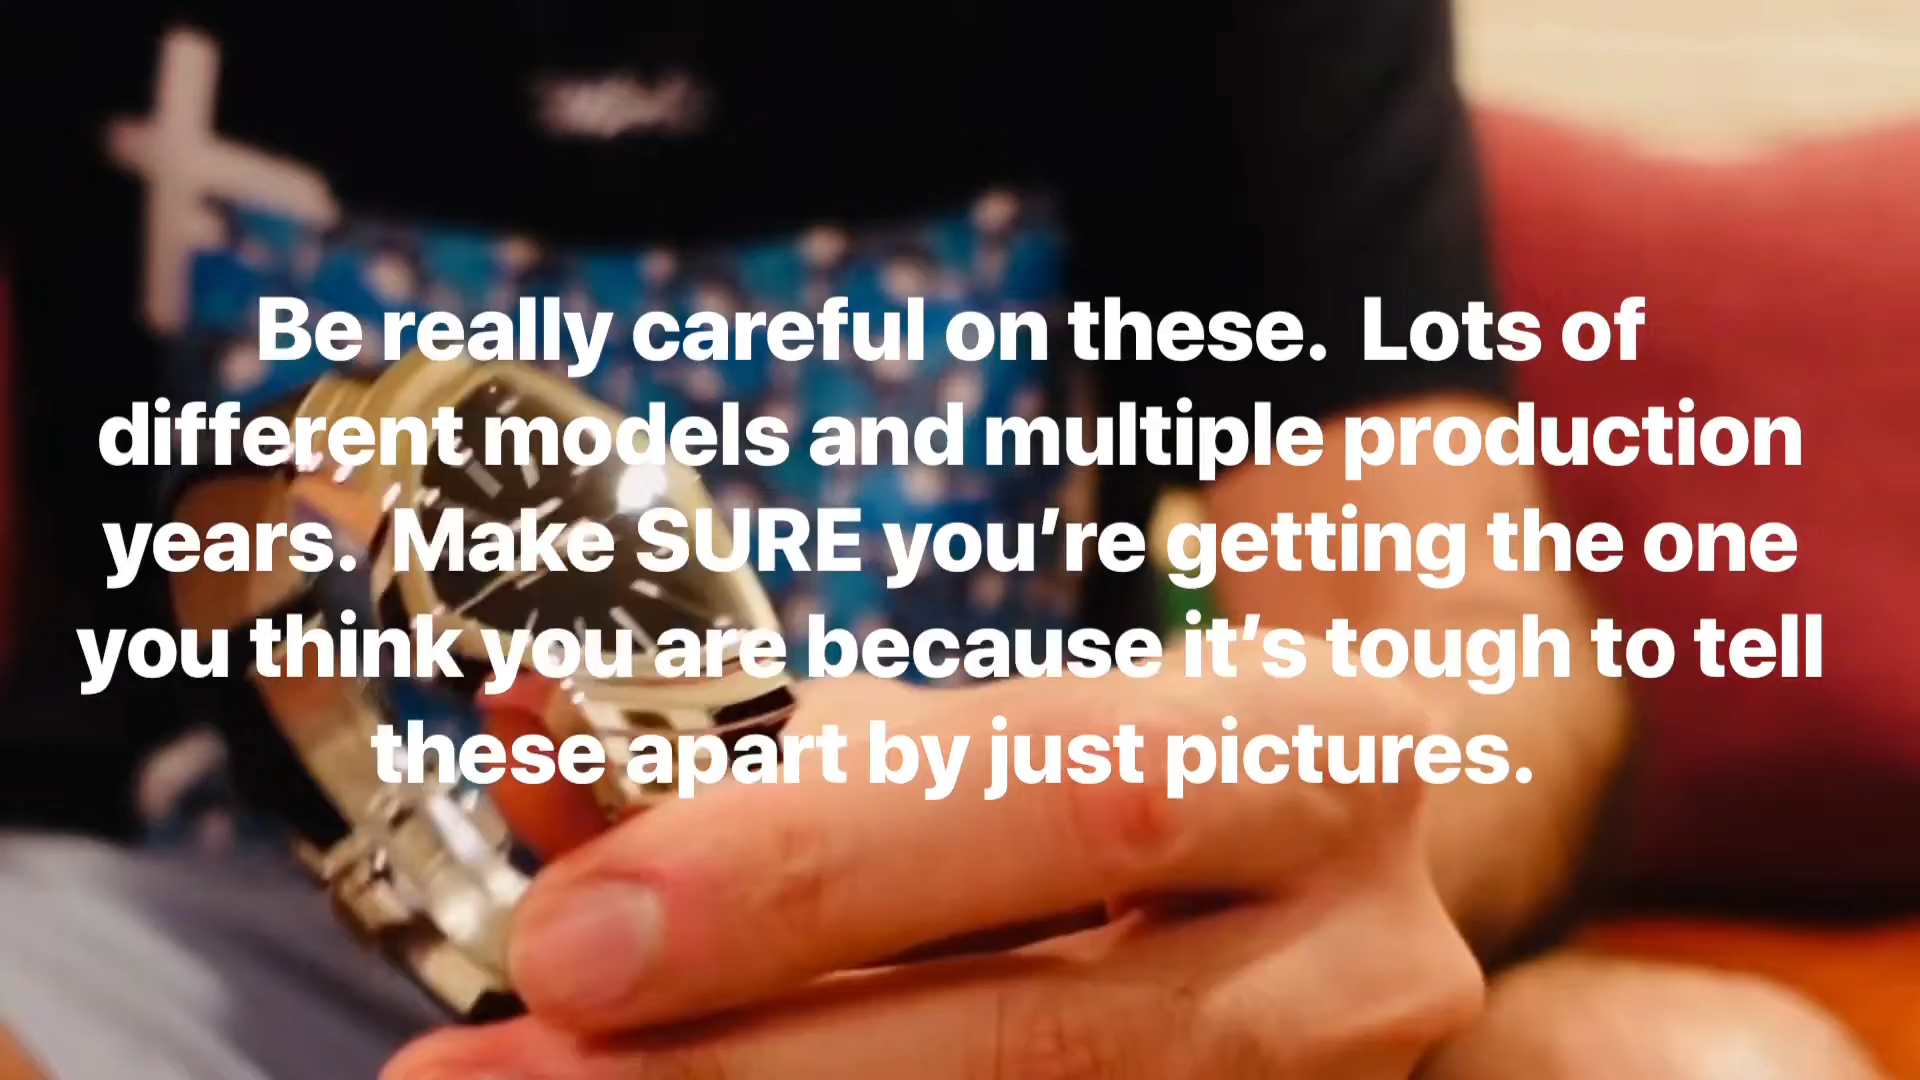 Be really careful on these.  Lots of
different models and multiple production
years.  Make SURE you’re getting the one
you think you are because it’s tough to tell
these apart by just pictures.